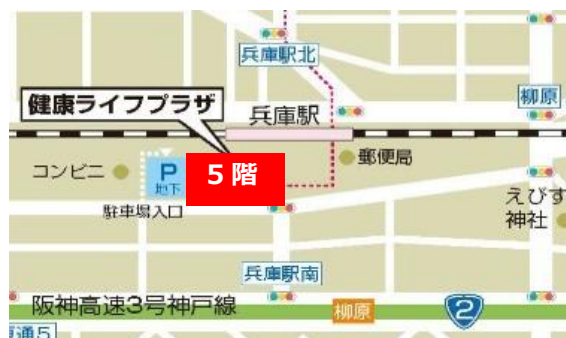 兵庫駅北
健康ライフプラザ
兵庫駅
柳原
コンビニ
P
地下
5階
郵便局
駐車場入口
えびす
神社
兵庫駅南
阪神高速3号神戸線
柳原
2
通5